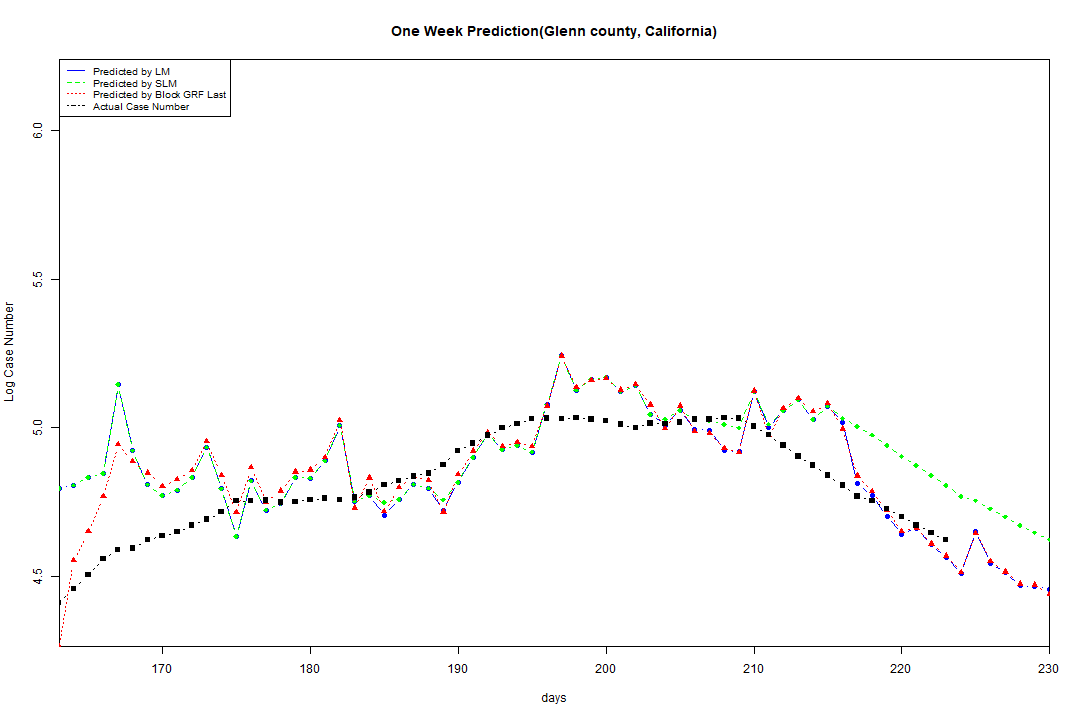 One Week Prediction(Glenn county, California)
Predicted by LM
Predicted by SLM
Predicted by Block GRF Last
Actual Case Number
6.0
5.5
5.0
4.5
Log Case Number
170 180 190 200 210 220 230
days